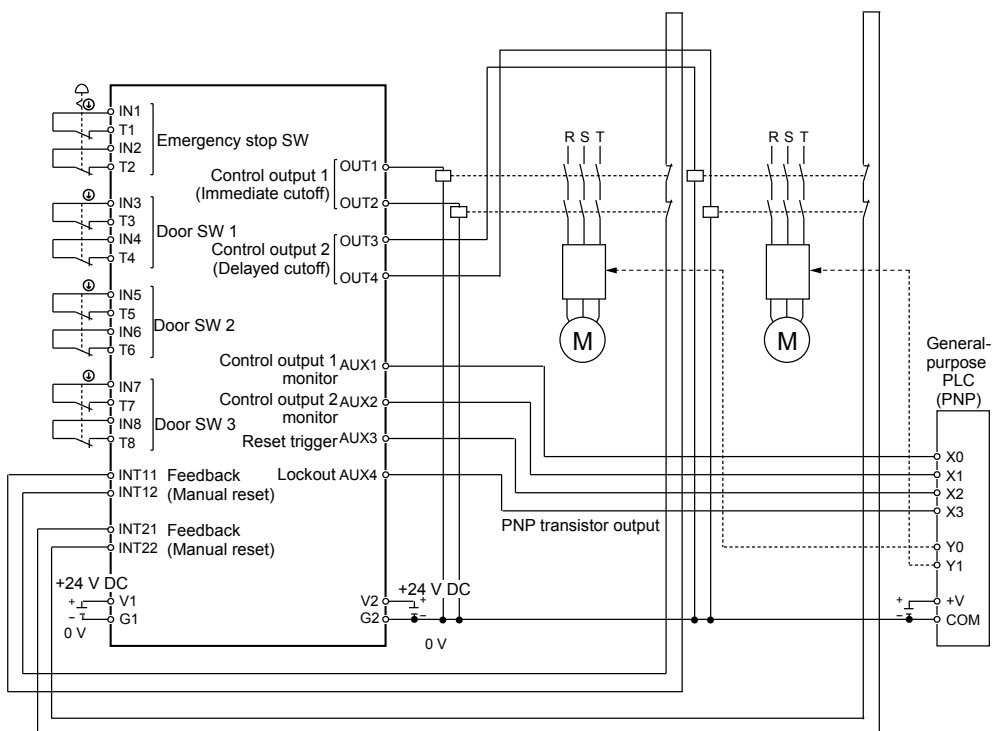 IN1
T1
IN2
T2
Emergency stop SW
IN3
T3
IN4
T4
Door SW 1
IN5
T5
IN6
T6
Door SW 2
IN7
T7
IN8
T8
Door SW 3
INT11 Feedback
INT12 (Manual reset)
INT21 Feedback
INT22 (Manual reset)
+24 V DC
+
V1
−
G1
0 V
Control output 1
(Immediate cutoff)
OUT1
OUT2
Control output 2
(Delayed cutoff)
OUT3
OUT4
Control output 1
monitor
AUX1
Control output 2
monitor
AUX2
Reset trigger AUX3
Lockout AUX4
PNP transistor output
+24 V DC
V2
+
G2
−
0 V
R S T
M
R S T
M
General-
purpose
PLC
(PNP)
X0
X1
X2
X3
Y0
Y1
+
+V
−
COM